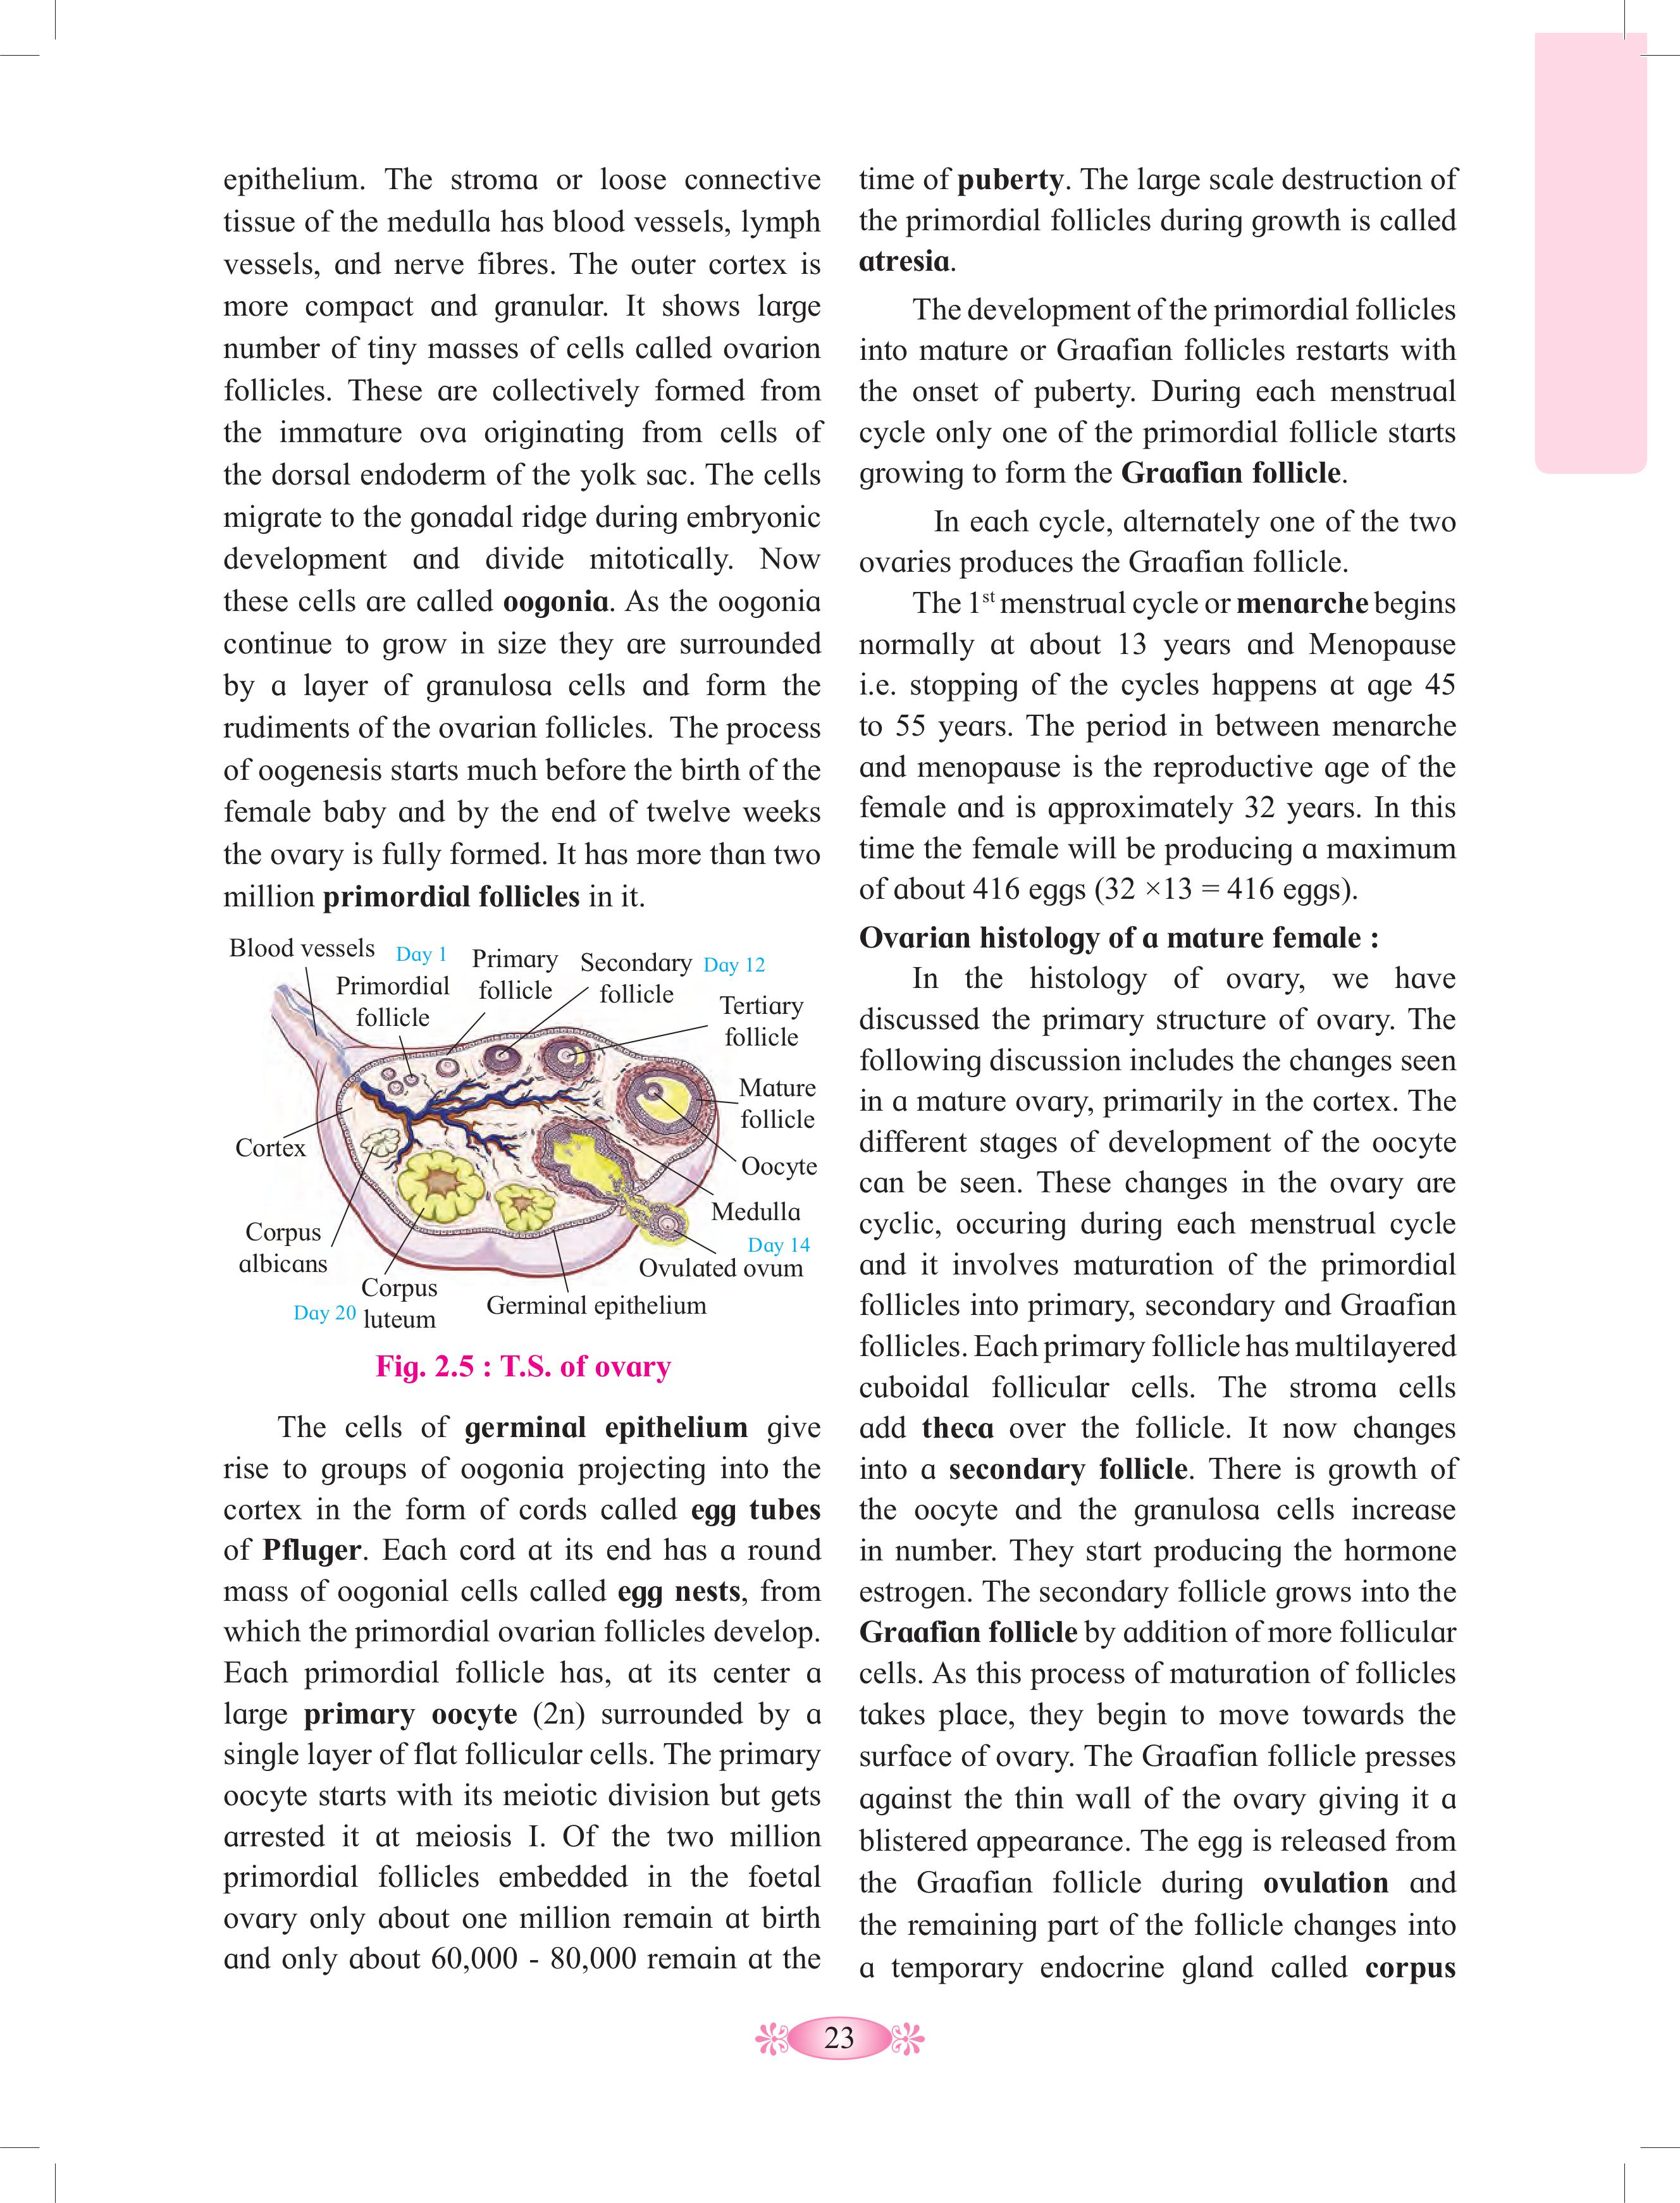 epithelium. The stroma or loose connective
tissue of the medulla has blood vessels, lymph
vessels, and nerve fibres. The outer cortex is
more compact and granular. It shows large
number of tiny masses of cells called ovarion
follicles. These are collectively formed from
the immature ova originating from cells of
the dorsal endoderm of the yolk sac. The cells
migrate to the gonadal ridge during embryonic
development and divide mitotically. Now
these cells are called oogonia. As the oogonia
continue to grow in size they are surrounded
by a layer of granulosa cells and form the
rudiments of the ovarian follicles. The process
of oogenesis starts much before the birth of the
female baby and by the end of twelve weeks
the ovary is fully formed. It has more than two
million primordial follicles in it.
Blood vessels
Day 1
Primordial
follicle
Primary
follicle
Secondary
follicle
Day 12
Tertiary
follicle
Mature
follicle
Cortex
Oocyte
Medulla
Corpus
albicans
Day 14
Ovulated ovum
Corpus
luteum
Day 20
Germinal epithelium
Fig. 2.5 : T.S. of ovary
The cells of germinal epithelium give
rise to groups of oogonia projecting into the
cortex in the form of cords called egg tubes
of Pfluger. Each cord at its end has a round
mass of oogonial cells called egg nests, from
which the primordial ovarian follicles develop.
Each primordial follicle has, at its center a
large primary oocyte (2n) surrounded by a
single layer of flat follicular cells. The primary
oocyte starts with its meiotic division but gets
arrested it at meiosis I. Of the two million
primordial follicles embedded in the foetal
ovary only about one million remain at birth
and only about 60,000 - 80,000 remain at the
time of puberty. The large scale destruction of
the primordial follicles during growth is called
atresia.
The development of the primordial follicles
into mature or Graafian follicles restarts with
the onset of puberty. During each menstrual
cycle only one of the primordial follicle starts
growing to form the Graafian follicle.
In each cycle, alternately one of the two
ovaries produces the Graafian follicle.
The 1st menstrual cycle or menarche begins
normally at about 13 years and Menopause
i.e. stopping of the cycles happens at age 45
to 55 years. The period in between menarche
and menopause is the reproductive age of the
female and is approximately 32 years. In this
time the female will be producing a maximum
of about 416 eggs (32 ×13 = 416 eggs).
Ovarian histology of a mature female :
In the histology of ovary, we have
discussed the primary structure of ovary. The
following discussion includes the changes seen
in a mature ovary, primarily in the cortex. The
different stages of development of the oocyte
can be seen. These changes in the ovary are
cyclic, occuring during each menstrual cycle
and it involves maturation of the primordial
follicles into primary, secondary and Graafian
follicles. Each primary follicle has multilayered
cuboidal follicular cells. The stroma cells
add theca over the follicle. It now changes
into a secondary follicle. There is growth of
the oocyte and the granulosa cells increase
in number. They start producing the hormone
estrogen. The secondary follicle grows into the
Graafian follicle by addition of more follicular
cells. As this process of maturation of follicles
takes place, they begin to move towards the
surface of ovary. The Graafian follicle presses
against the thin wall of the ovary giving it a
blistered appearance. The egg is released from
the Graafian follicle during ovulation and
the remaining part of the follicle changes into
a temporary endocrine gland called corpus
23